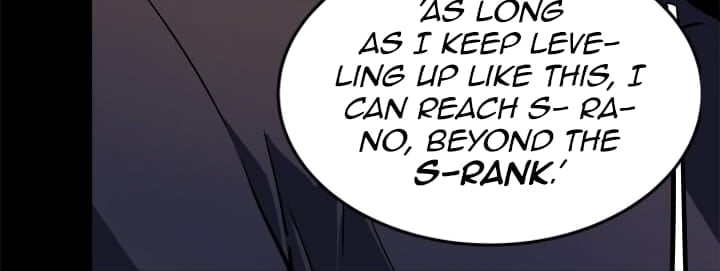 'AS LONG
AS I KEEP LEVE-
LING UP LIKE THIS, I
CAN REACH S- RA-
NO, BEYOND THE
S-RANK.'